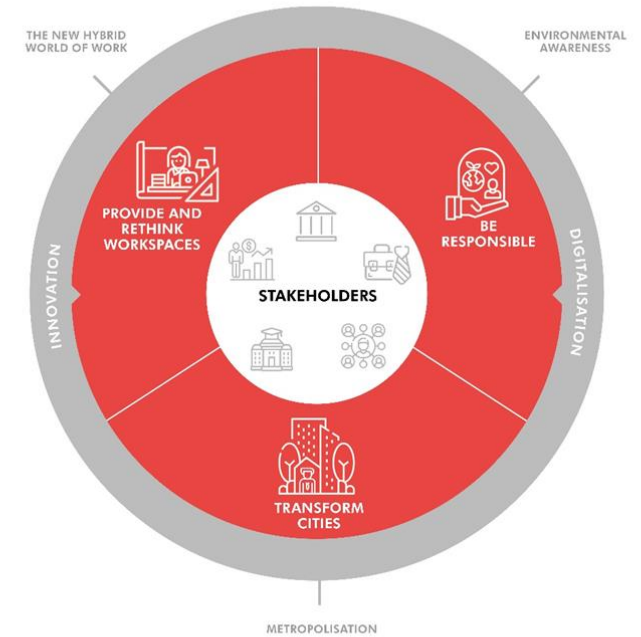 THE NEW HYBRID
WORLD OF WORK
ENVIRONMENTAL
AWARENESS
PROVIDE AND
RETHINK
WORKSPACES
BE
RESPONSIBLE
INNOVATION
STAKEHOLDERS
DIGITALISATION
TRANSFORM
CITIES
METROPOLISATION